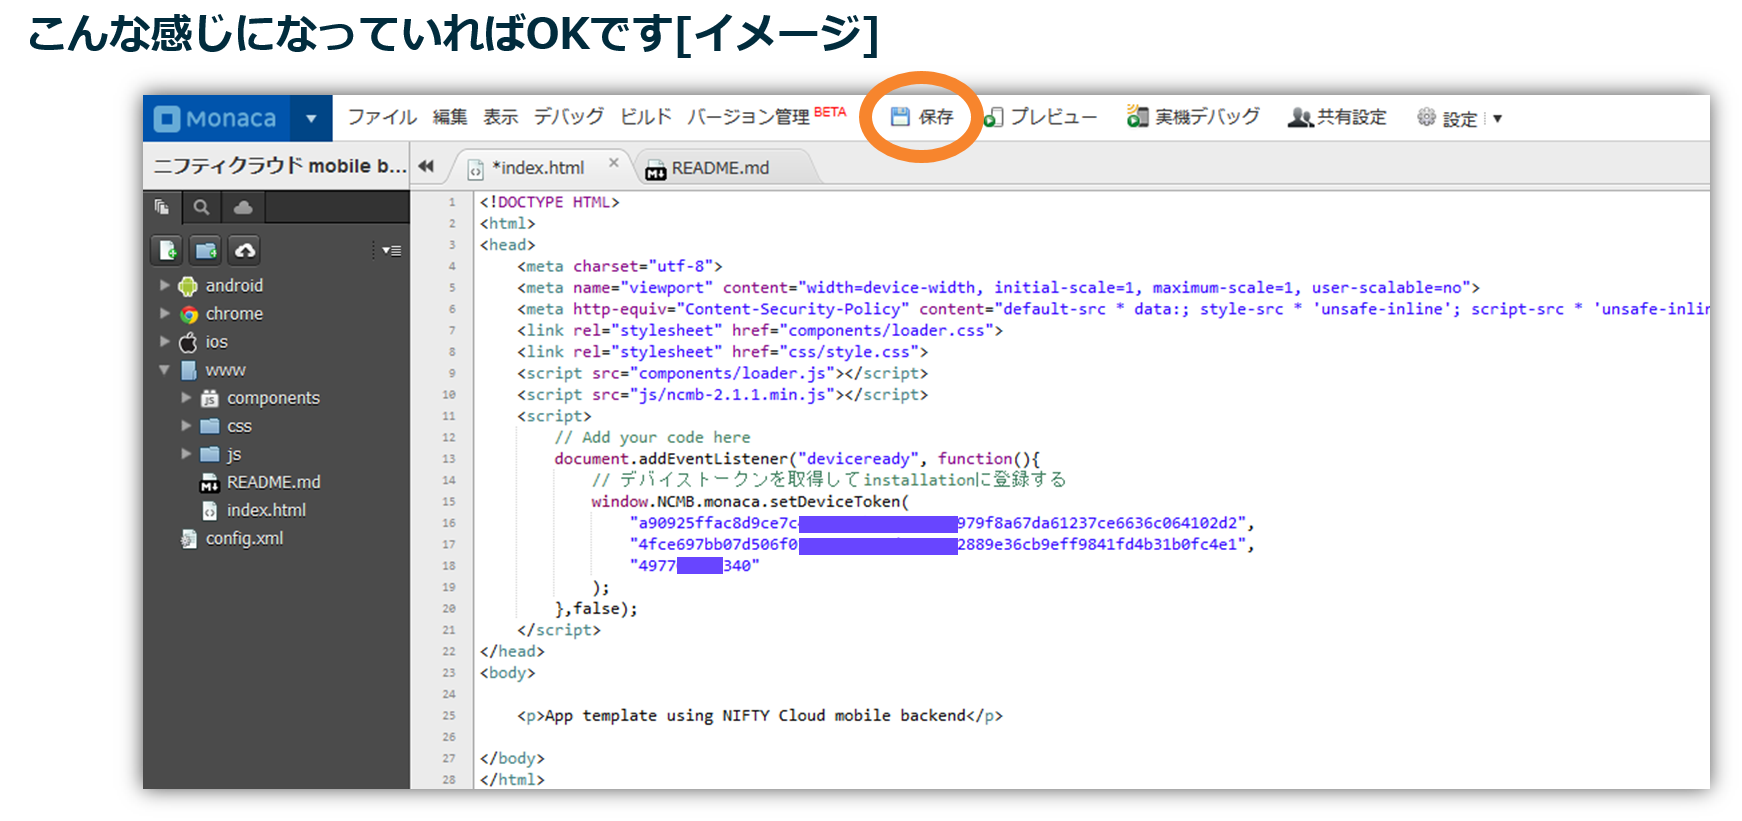 こんな感じになっていればOKです[イメージ]
Monaca ファイル 編集 表示 デバッグ ビルド バージョン管理 BETA 保存 プレビュー 実機デバッグ 共有設定 設定
ニフティクラウド mobile b... *index.html README.md
android
chrome
ios
www
components
css
js
README.md
index.html
config.xml
1 <!DOCTYPE HTML>
2 <html>
3 <head>
4 <meta charset="utf-8">
5 <meta name="viewport" content="width=device-width, initial-scale=1, maximum-scale=1, user-scalable=no">
6 <meta http-equiv="Content-Security-Policy" content="default-src * data:; style-src * 'unsafe-inline'; script-src * 'unsafe-inlin
7 <link rel="stylesheet" href="components/loader.css">
8 <link rel="stylesheet" href="css/style.css">
9 <script src="components/loader.js"></script>
10 <script src="js/ncmb-2.1.1.min.js"></script>
11 <script>
12 // Add your code here
13 document.addEventListener("deviceready", function(){
14 // デバイストークンを取得してinstallationに登録する
15 window.NCMB.monaca.setDeviceToken(
16 "a90925ffac8d9ce7c 979f8a67da61237ce6636c064102d2",
17 "4fce697bb07d506f0 2889e36cb9eff9841fd4b31b0fc4e1",
18 "4977 340"
19 );
20 },false);
21 </script>
22 </head>
23 <body>
24
25 <p>App template using NIFTY Cloud mobile backend</p>
26
27 </body>
28 </html>